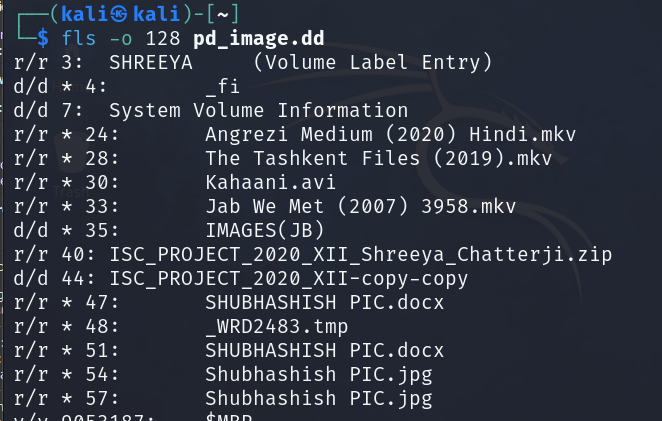 ┌──(kali㉿kali)-[~]
└─$ fls -o 128 pd_image.dd
r/r 3: SHREEYA (Volume Label Entry)
d/d * 4: _fi
d/d 7: System Volume Information
r/r * 24: Angrezi Medium (2020) Hindi.mkv
r/r * 28: The Tashkent Files (2019).mkv
r/r * 30: Kahaani.avi
r/r * 33: Jab We Met (2007) 3958.mkv
d/r * 35: IMAGES(JB)
r/r 40: ISC_PROJECT_2020_XII_Shreeya_Chatterji.zip
d/d 44: ISC_PROJECT_2020_XII-copy-copy
r/r * 47: SHUBHASHISH PIC.docx
r/r * 48: _WRD2483.tmp
r/r * 51: SHUBHASHISH PIC.docx
r/r * 54: Shubhashish PIC.jpg
r/r * 57: Shubhashish PIC.jpg
v/v 9053187: $MBR